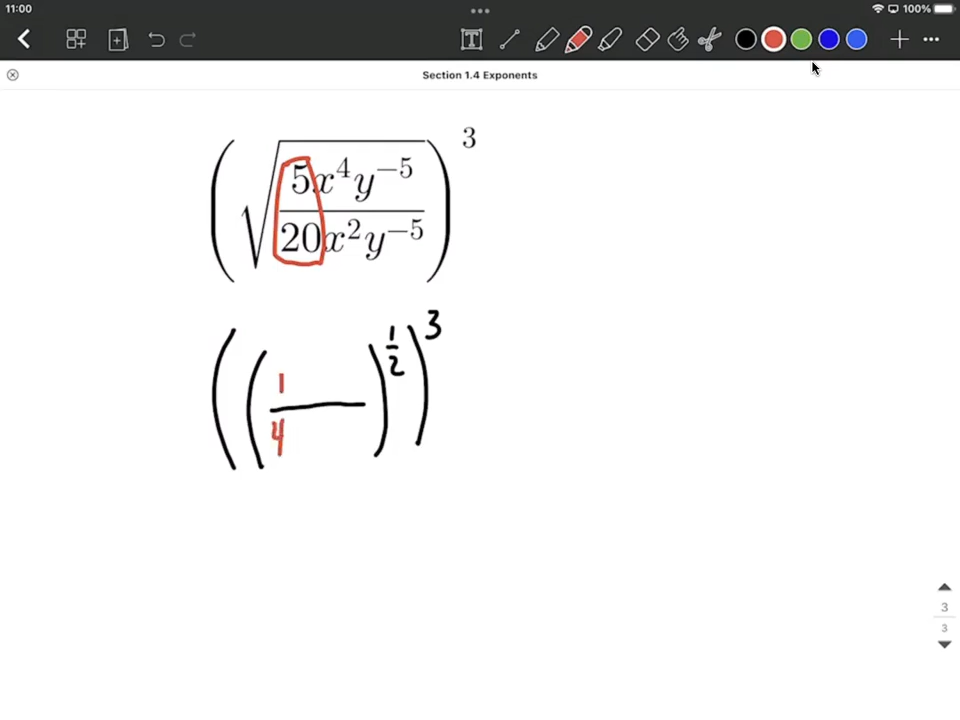 11:00
100%
Section 1.4 Exponents
(√(5x⁴y⁻⁵ / 20x²y⁻⁵))³
((1/4)^(1/2))³
3
3